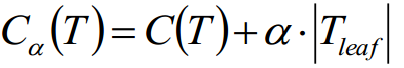 C_α(T) = C(T) + α · |T_leaf|